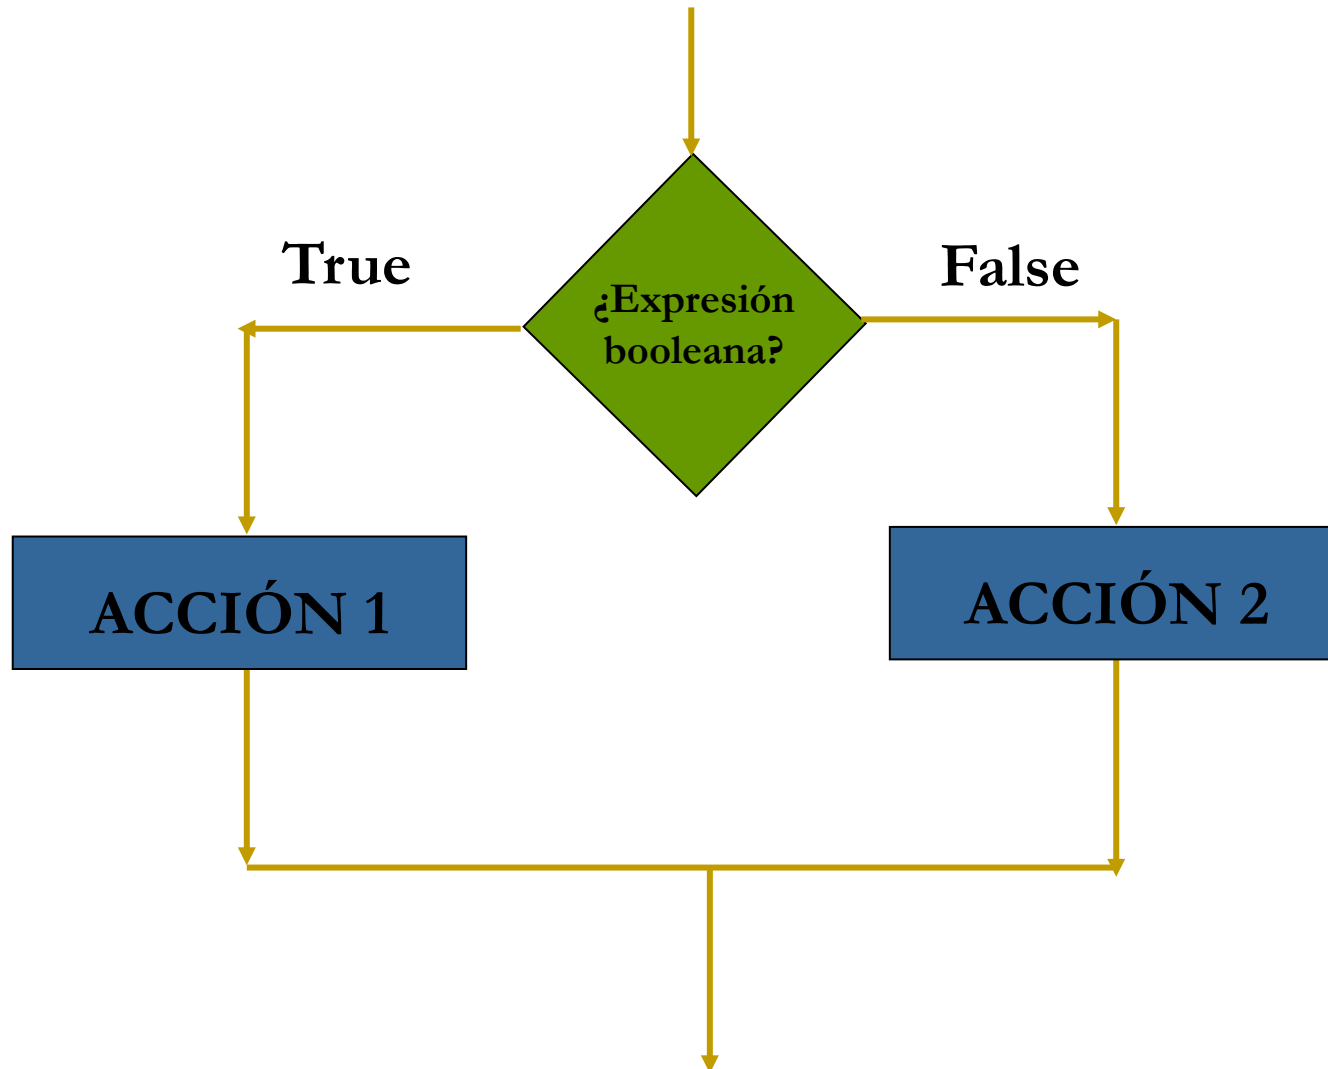 True
False
¿Expresión
booleana?
ACCIÓN 1
ACCIÓN 2